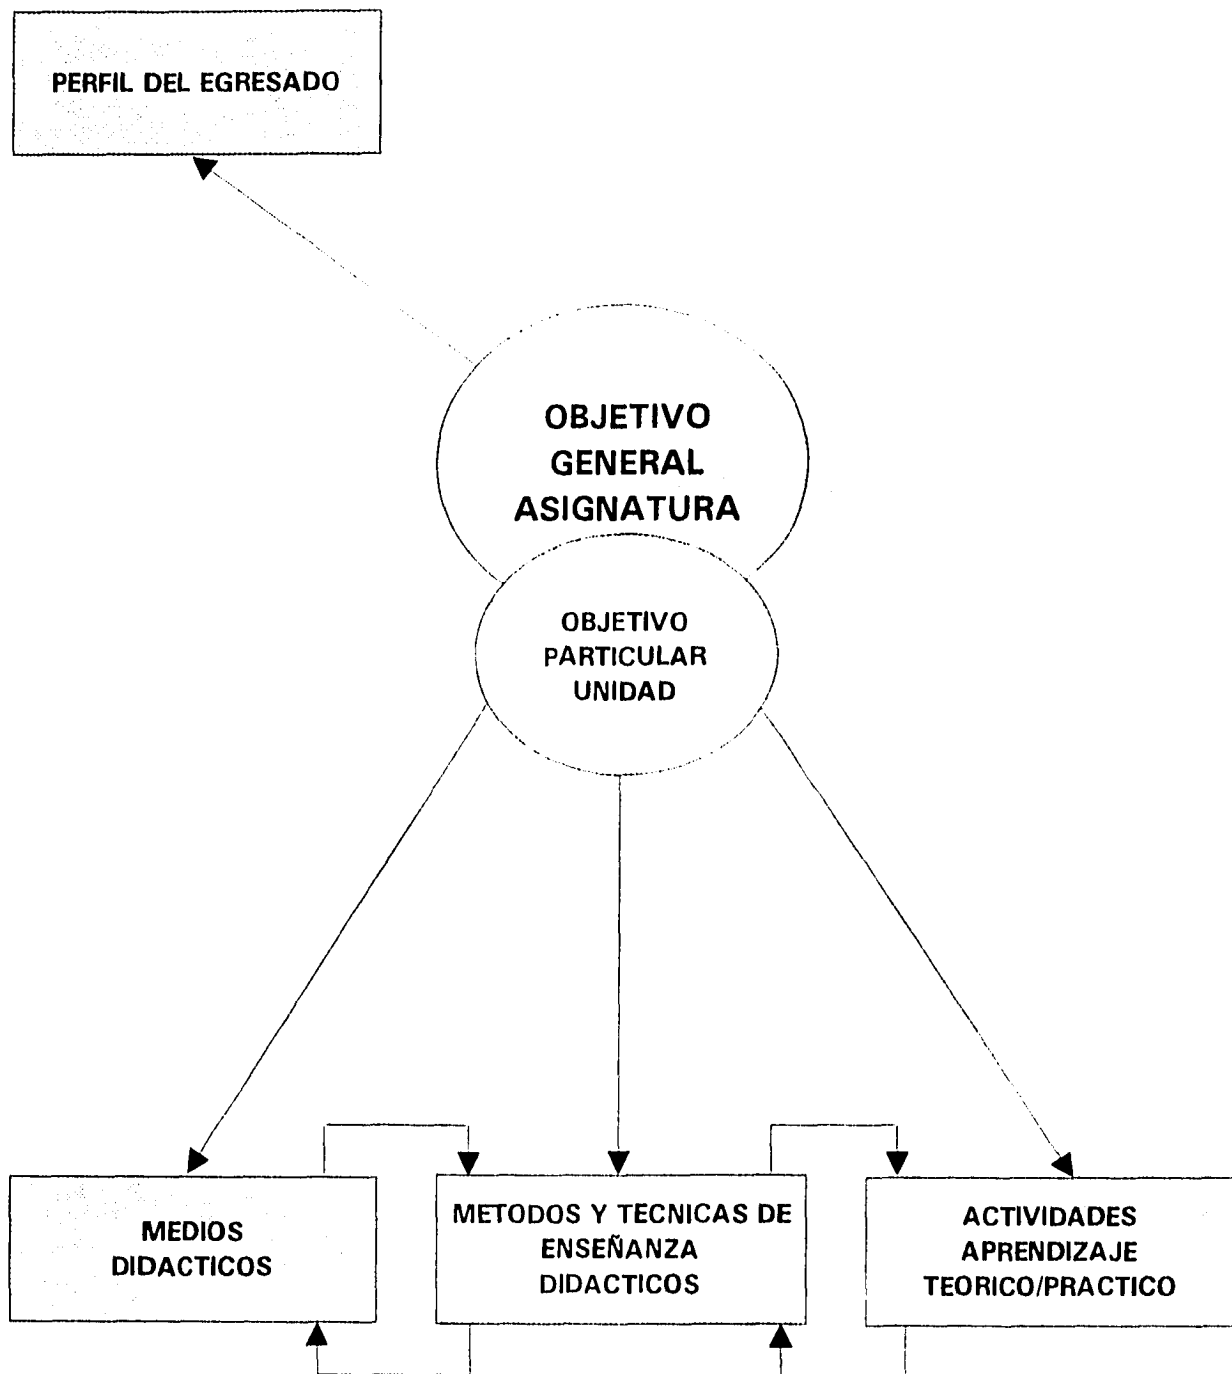 PERFIL DEL EGRESADO
OBJETIVO
GENERAL
ASIGNATURA
OBJETIVO
PARTICULAR
UNIDAD
MEDIOS
DIDACTICOS
METODOS Y TECNICAS DE
ENSEÑANZA
DIDACTICOS
ACTIVIDADES
APRENDIZAJE
TEORICO/PRACTICO